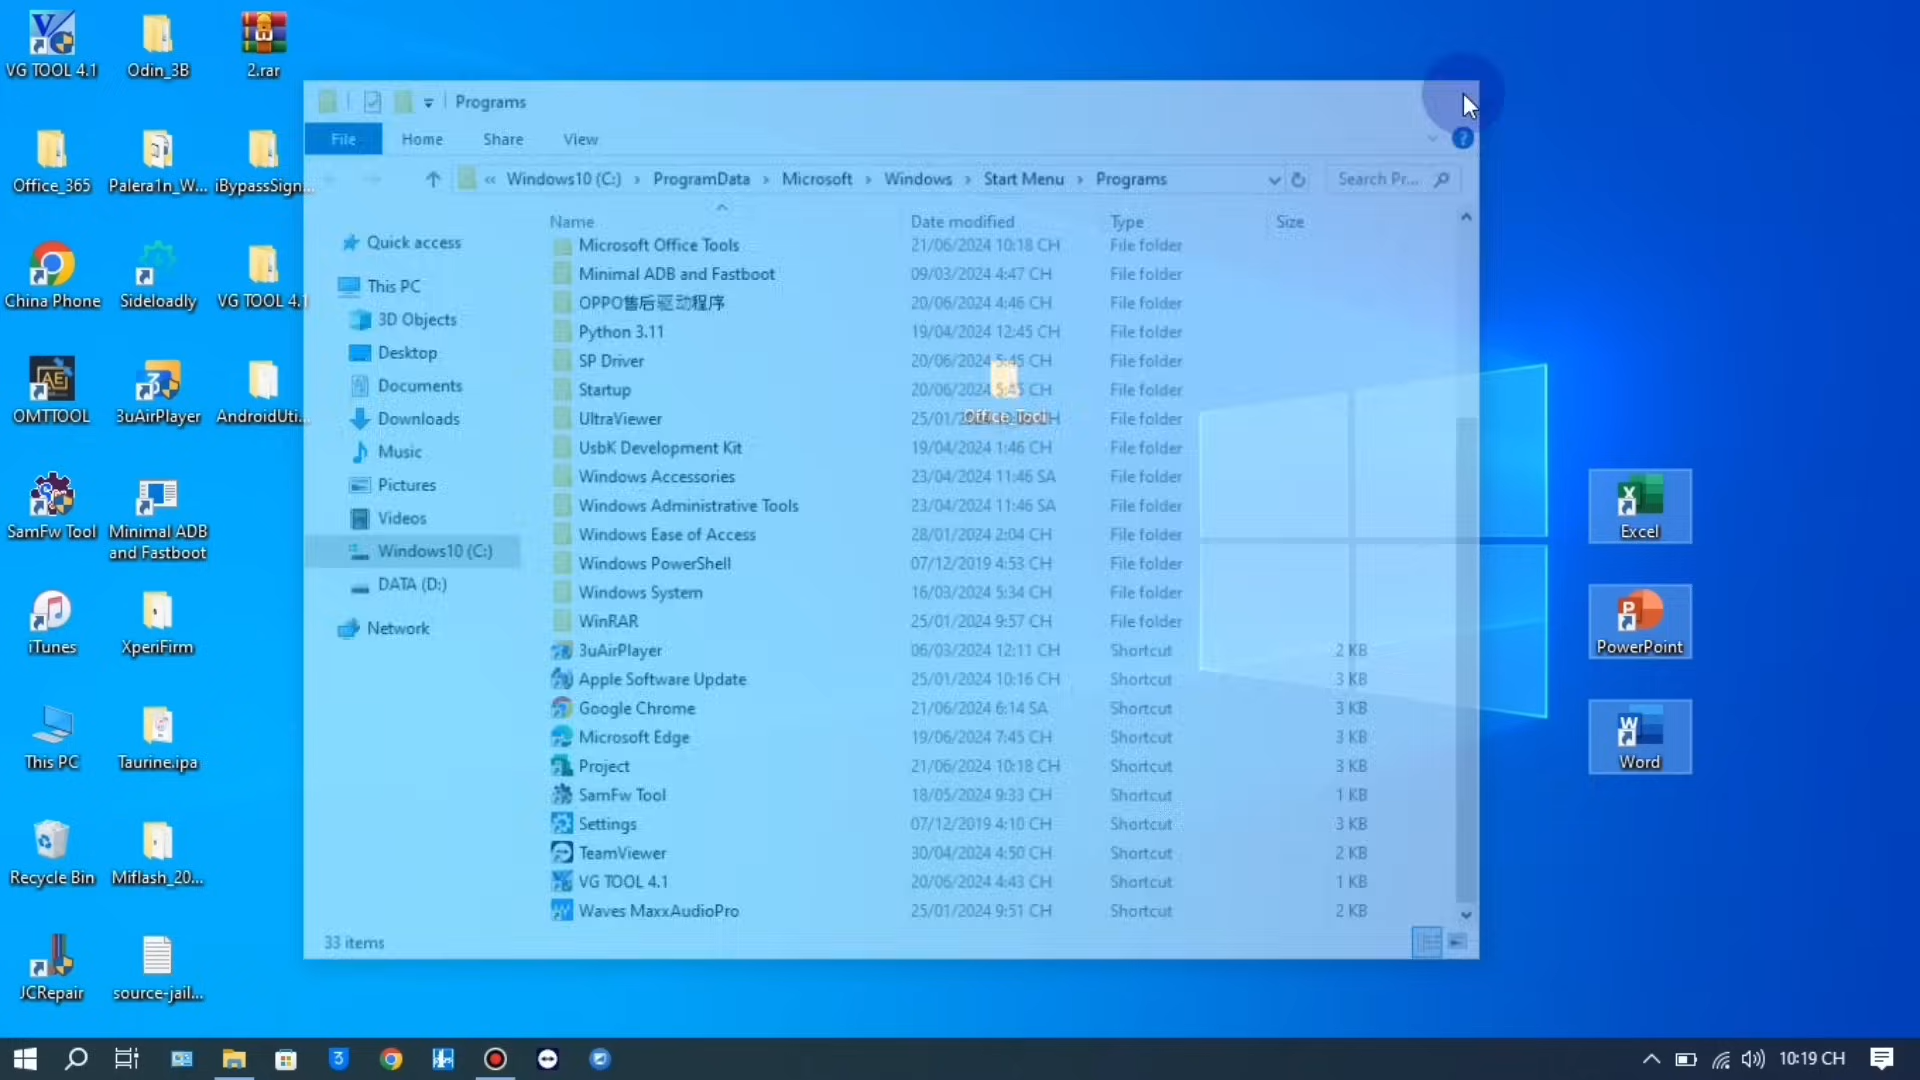 VG TOOL 4.1
Odin_3B
2.rar
Office_365
Palera1n_W...
iBypassSign...
China Phone
Sideloadly
VG TOOL 4.1
OMTTOOL
3uAirPlayer
AndroidUti...
SamFw Tool
Minimal ADB
and Fastboot
iTunes
XperiFirm
This PC
Taurine.ipa
Recycle Bin
Miflash_20...
JCRepair
source-jail...
Programs
File Home Share View
« Windows10 (C:) › ProgramData › Microsoft › Windows › Start Menu › Programs
Search Pr...
Quick access
This PC
3D Objects
Desktop
Documents
Downloads
Music
Pictures
Videos
Windows10 (C:)
DATA (D:)
Network
Name Date modified Type Size
Microsoft Office Tools 21/06/2024 10:18 CH File folder
Minimal ADB and Fastboot 09/03/2024 4:47 CH File folder
OPPO售后驱动程序 20/06/2024 4:46 CH File folder
Python 3.11 19/04/2024 12:45 CH File folder
SP Driver 20/06/2024 5:45 CH File folder
Startup 20/06/2024 5:45 CH File folder
UltraViewer 25/01/ File folder
UsbK Development Kit 19/04/2024 1:46 CH File folder
Windows Accessories 23/04/2024 11:46 SA File folder
Windows Administrative Tools 23/04/2024 11:46 SA File folder
Windows Ease of Access 28/01/2024 2:04 CH File folder
Windows PowerShell 07/12/2019 4:53 CH File folder
Windows System 16/03/2024 5:34 CH File folder
WinRAR 25/01/2024 9:57 CH File folder
3uAirPlayer 06/03/2024 12:11 CH Shortcut 2 KB
Apple Software Update 25/01/2024 10:16 CH Shortcut 3 KB
Google Chrome 21/06/2024 6:14 SA Shortcut 3 KB
Microsoft Edge 19/06/2024 7:45 CH Shortcut 3 KB
Project 21/06/2024 10:18 CH Shortcut 3 KB
SamFw Tool 18/05/2024 9:33 CH Shortcut 1 KB
Settings 07/12/2019 4:10 CH Shortcut 3 KB
TeamViewer 30/04/2024 4:50 CH Shortcut 2 KB
VG TOOL 4.1 20/06/2024 4:43 CH Shortcut 1 KB
Waves MaxxAudioPro 25/01/2024 9:51 CH Shortcut 2 KB
33 items
Office_Tool
Excel
PowerPoint
Word
10:19 CH